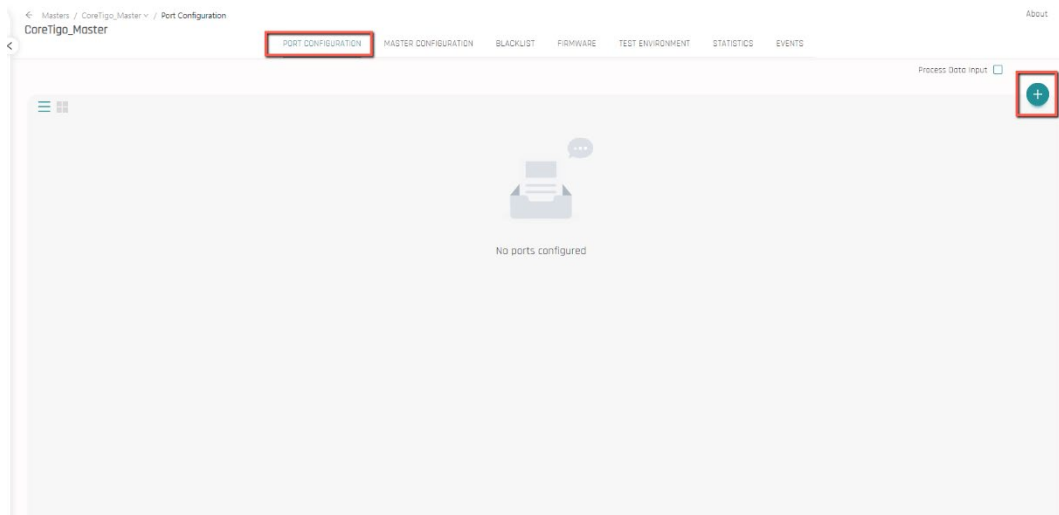 ← Masters / CoreTigo_Master / Port Configuration
About
CoreTigo_Master
PORT CONFIGURATION MASTER CONFIGURATION BLACKLIST FIRMWARE TEST ENVIRONMENT STATISTICS EVENTS
Process Data Input
No ports configured